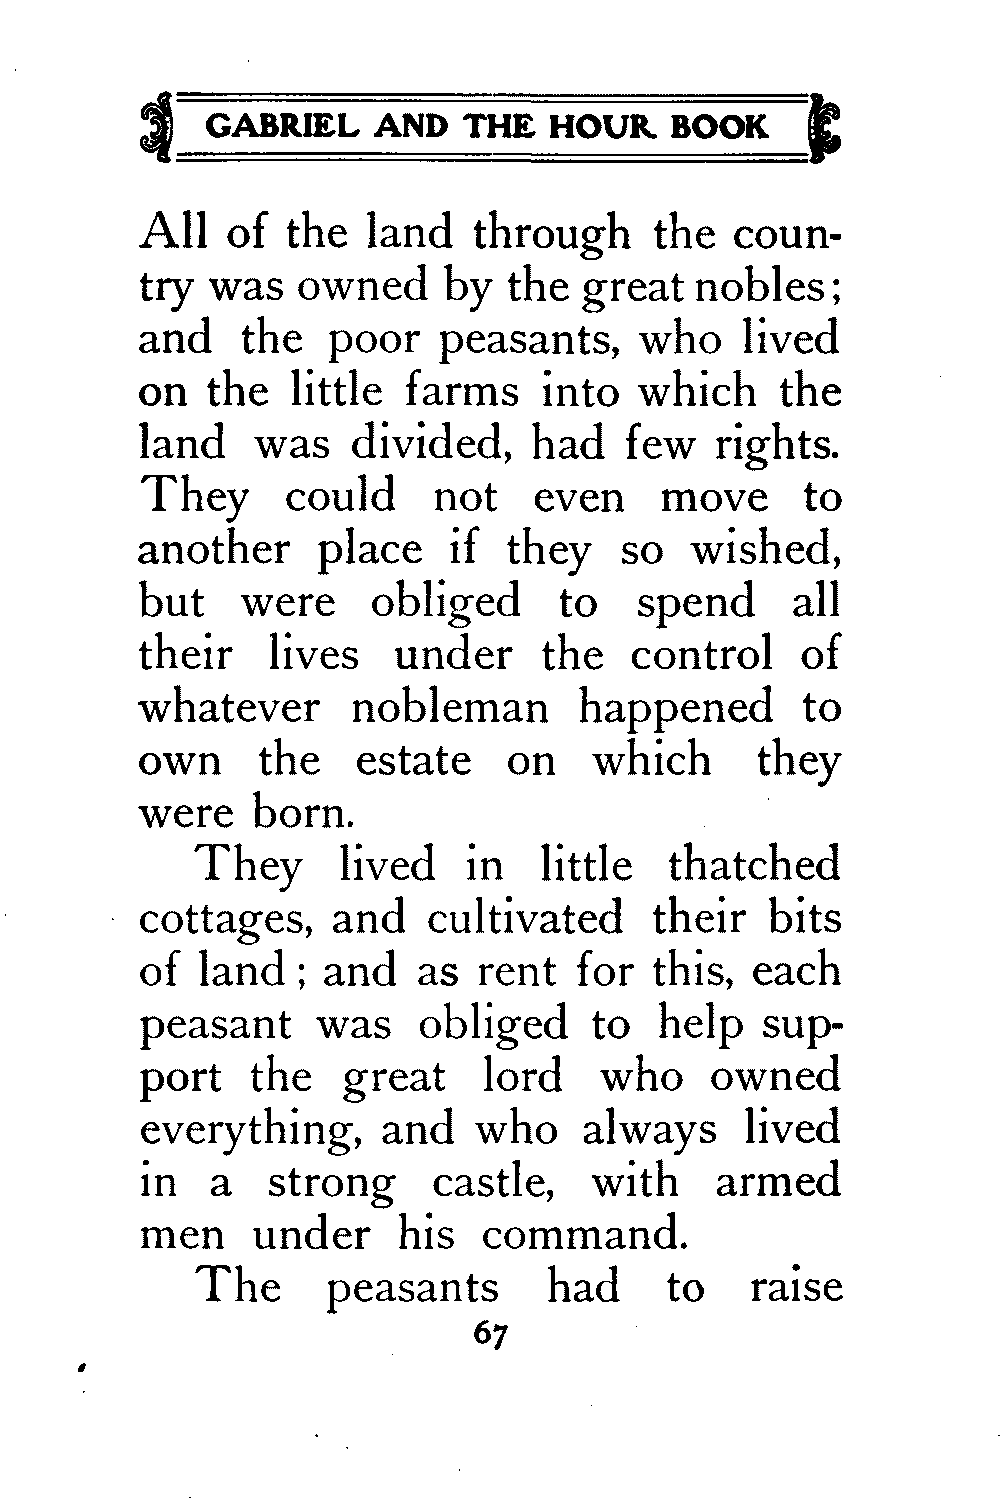 GABRIEL AND THE HOUR BOOK
All of the land through the coun-
try was owned by the great nobles;
and the poor peasants, who lived
on the little farms into which the
land was divided, had few rights.
They could not even move to
another place if they so wished,
but were obliged to spend all
their lives under the control of
whatever nobleman happened to
own the estate on which they
were born.
They lived in little thatched
cottages, and cultivated their bits
of land; and as rent for this, each
peasant was obliged to help sup-
port the great lord who owned
everything, and who always lived
in a strong castle, with armed
men under his command.
The peasants had to raise
67